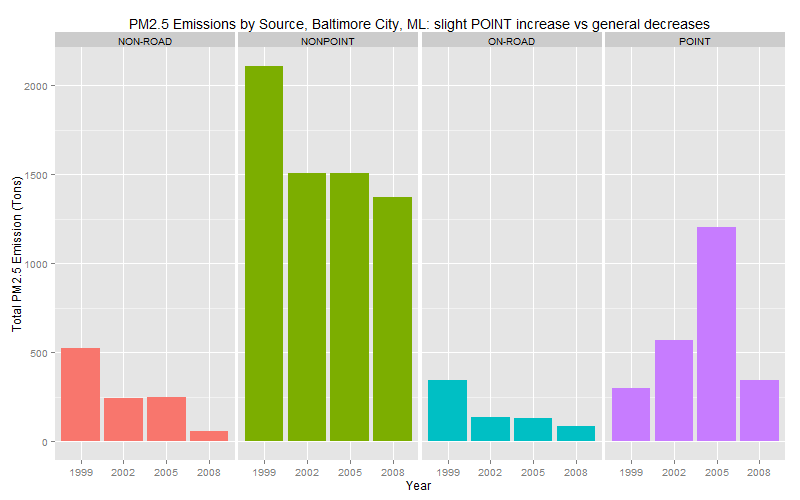 PM2.5 Emissions by Source, Baltimore City, ML: slight POINT increase vs general decreases
NON-ROAD NONPOINT ON-ROAD POINT
Total PM2.5 Emission (Tons)
2000
1500
1000
500
0
1999 2002 2005 2008 1999 2002 2005 2008 1999 2002 2005 2008 1999 2002 2005 2008
Year